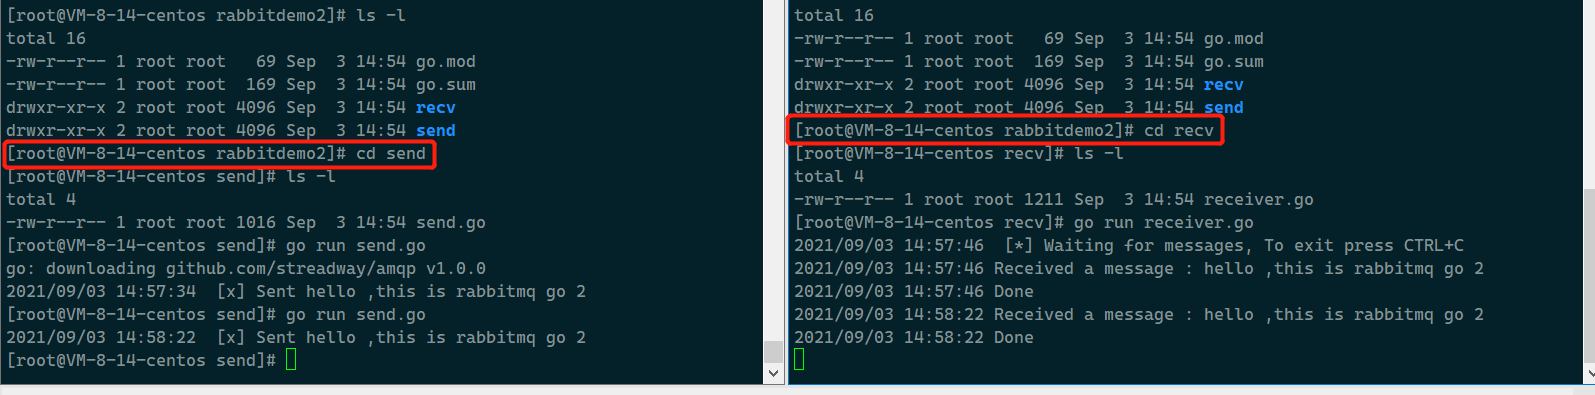 [root@VM-8-14-centos rabbitdemo2]# ls -l
total 16
-rw-r--r-- 1 root root   69 Sep  3 14:54 go.mod
-rw-r--r-- 1 root root  169 Sep  3 14:54 go.sum
drwxr-xr-x 2 root root 4096 Sep  3 14:54 recv
drwxr-xr-x 2 root root 4096 Sep  3 14:54 send
[root@VM-8-14-centos rabbitdemo2]# cd send
[root@VM-8-14-centos send]# ls -l
total 4
-rw-r--r-- 1 root root 1016 Sep  3 14:54 send.go
[root@VM-8-14-centos send]# go run send.go
go: downloading github.com/streadway/amqp v1.0.0
2021/09/03 14:57:34  [x] Sent hello ,this is rabbitmq go 2
[root@VM-8-14-centos send]# go run send.go
2021/09/03 14:58:22  [x] Sent hello ,this is rabbitmq go 2
[root@VM-8-14-centos send]#
total 16
-rw-r--r-- 1 root root   69 Sep  3 14:54 go.mod
-rw-r--r-- 1 root root  169 Sep  3 14:54 go.sum
drwxr-xr-x 2 root root 4096 Sep  3 14:54 recv
drwxr-xr-x 2 root root 4096 Sep  3 14:54 send
[root@VM-8-14-centos rabbitdemo2]# cd recv
[root@VM-8-14-centos recv]# ls -l
total 4
-rw-r--r-- 1 root root 1211 Sep  3 14:54 receiver.go
[root@VM-8-14-centos recv]# go run receiver.go
2021/09/03 14:57:46  [*] Waiting for messages, To exit press CTRL+C
2021/09/03 14:57:46 Received a message : hello ,this is rabbitmq go 2
2021/09/03 14:57:46 Done
2021/09/03 14:58:22 Received a message : hello ,this is rabbitmq go 2
2021/09/03 14:58:22 Done